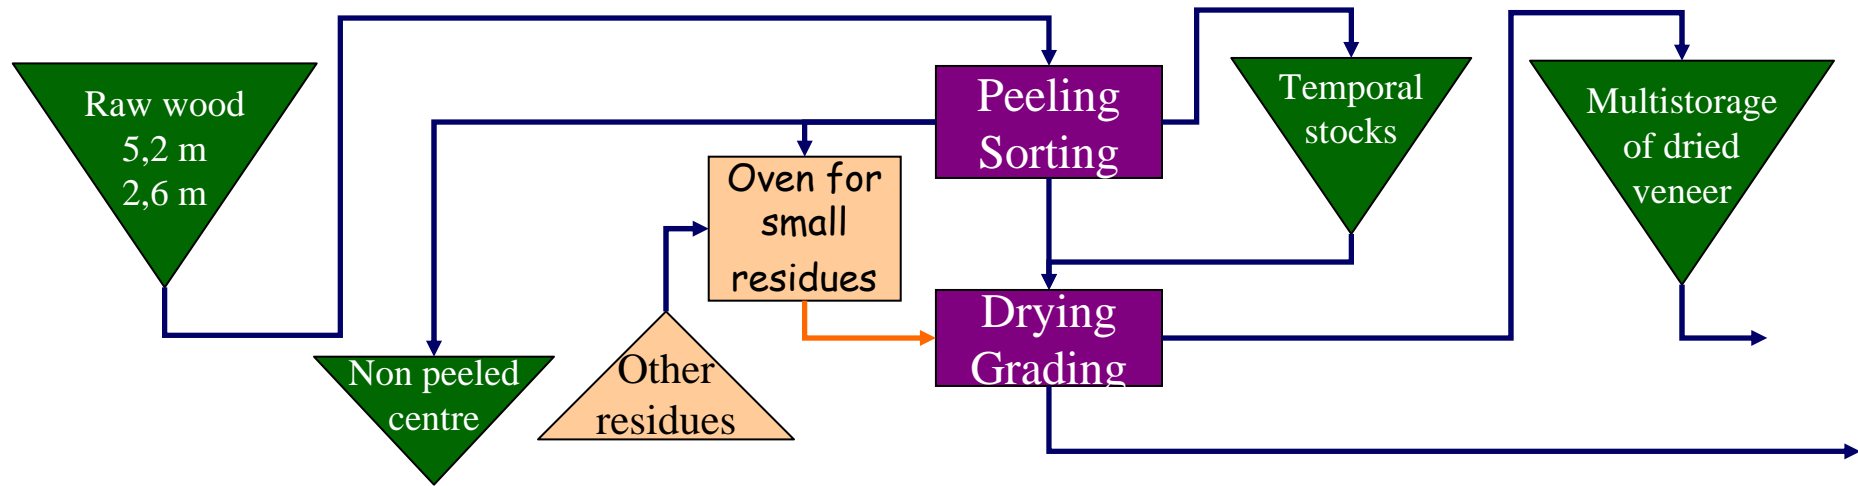 Raw wood
5,2 m
2,6 m
Peeling
Sorting
Temporal
stocks
Multistorage
of dried
veneer
Oven for
small
residues
Drying
Grading
Non peeled
centre
Other
residues